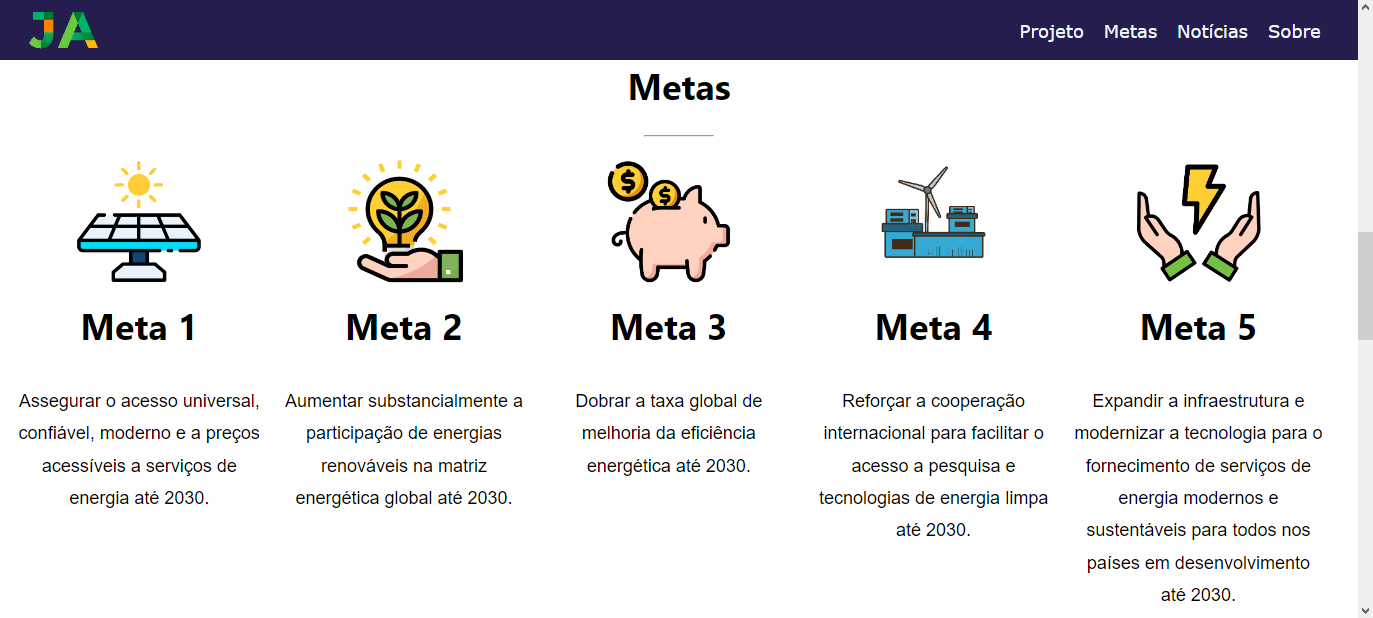 JA
Projeto Metas Notícias Sobre
Metas
Meta 1
Assegurar o acesso universal,
confiável, moderno e a preços
acessíveis a serviços de
energia até 2030.
Meta 2
Aumentar substancialmente a
participação de energias
renováveis na matriz
energética global até 2030.
$
$
Meta 3
Dobrar a taxa global de
melhoria da eficiência
energética até 2030.
Meta 4
Reforçar a cooperação
internacional para facilitar o
acesso a pesquisa e
tecnologias de energia limpa
até 2030.
Meta 5
Expandir a infraestrutura e
modernizar a tecnologia para o
fornecimento de serviços de
energia modernos e
sustentáveis para todos nos
países em desenvolvimento
até 2030.